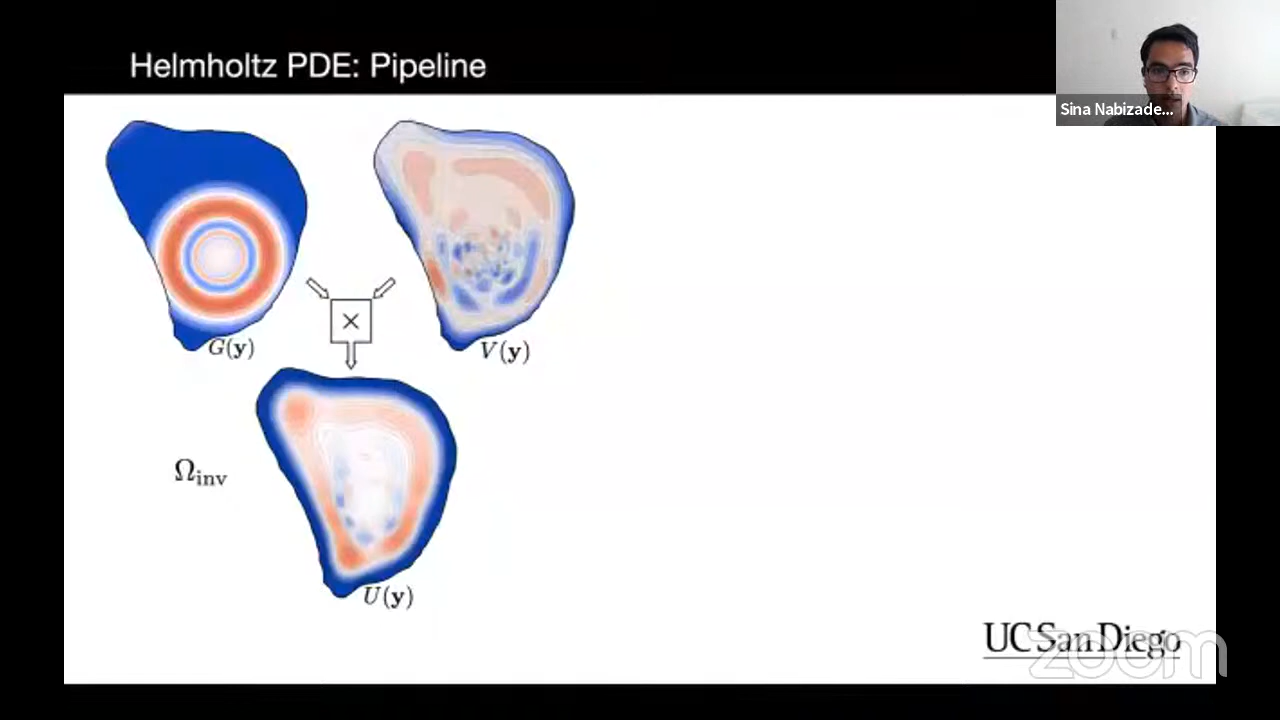 Helmholtz PDE: Pipeline
Sina Nabizade...
G(y)
V(y)
×
Ω_inv
U(y)
UC San Diego
zoom